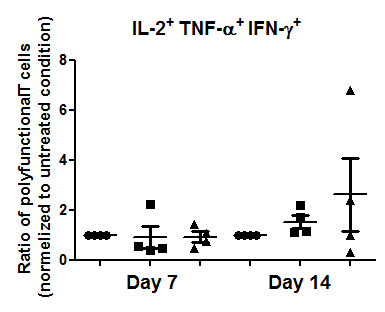 IL-2⁺ TNF-α⁺ IFN-γ⁺
Ratio of polyfunctionalT cells
(normelized to untreated condition)
8
6
4
2
0
Day 7 Day 14